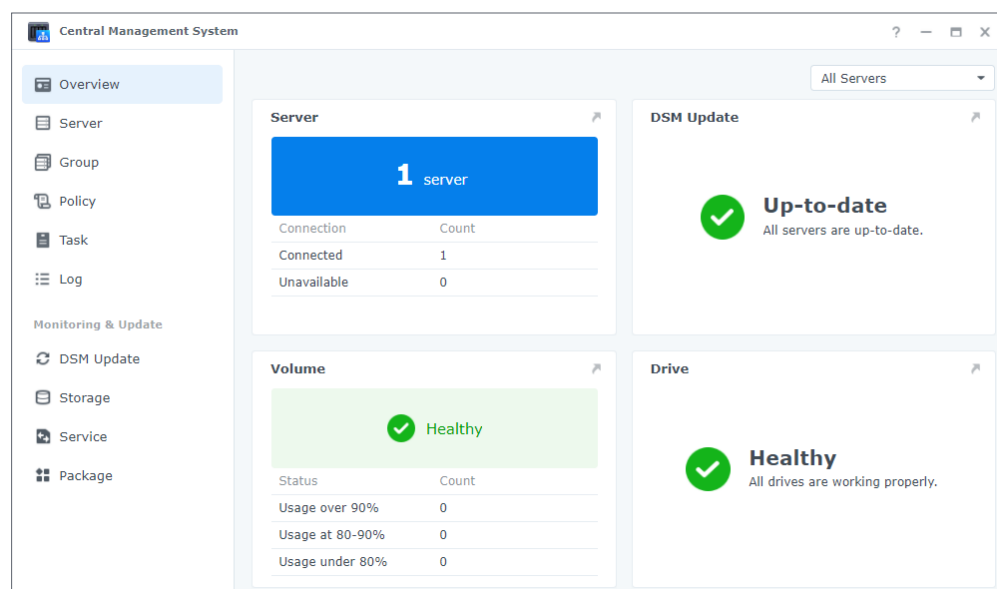 Central Management System
?
All Servers
Overview
Server
Group
Policy
Task
Log
Monitoring & Update
DSM Update
Storage
Service
Package
Server
1 server
Connection Count
Connected 1
Unavailable 0
DSM Update
Up-to-date
All servers are up-to-date.
Volume
Healthy
Status Count
Usage over 90% 0
Usage at 80-90% 0
Usage under 80% 0
Drive
Healthy
All drives are working properly.